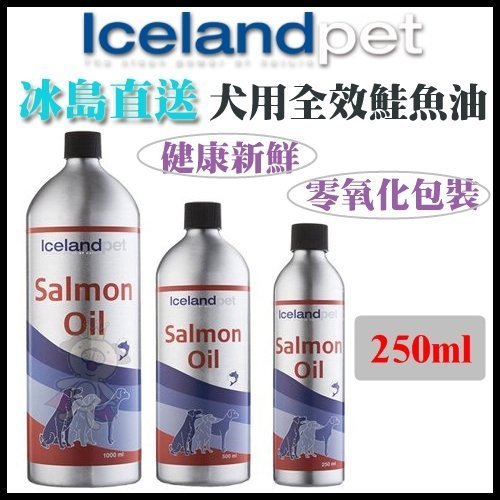 Icelandpet
The clean power of nature
冰島直送 犬用全效鮭魚油
健康新鮮
零氧化包裝
Icelandpet
Salmon
Oil
1000 ml
Icelandpet
Salmon
Oil
500 ml
Icelandpet
Salmon
Oil
250 ml
250ml